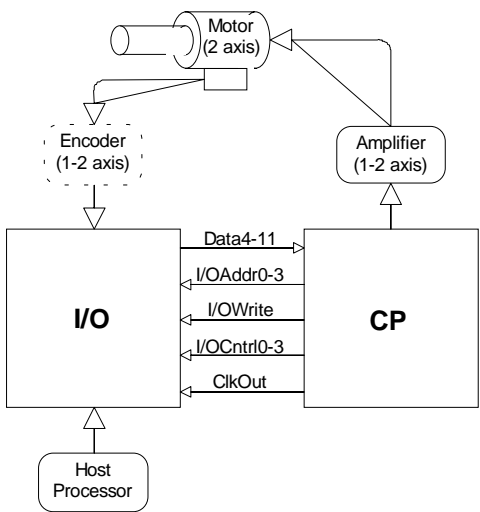 Motor
(2 axis)
Encoder
(1-2 axis)
Amplifier
(1-2 axis)
I/O
Data4-11
I/OAddr0-3
I/OWrite
I/OCntrl0-3
ClkOut
CP
Host
Processor